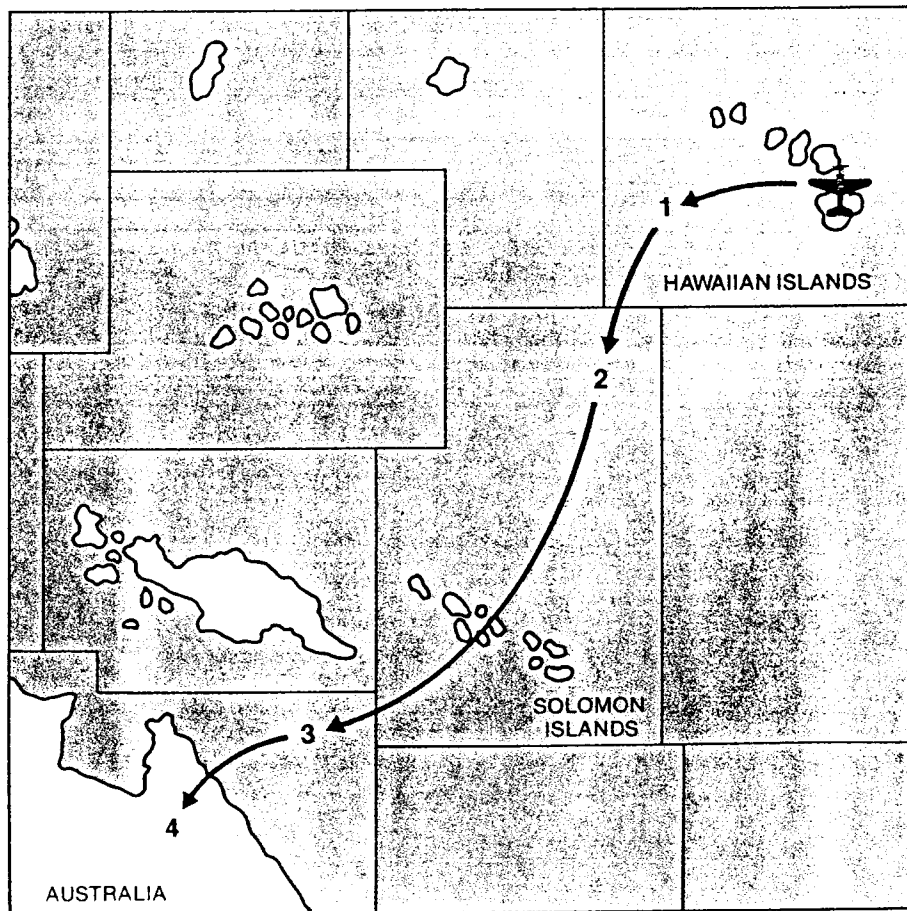 1
HAWAIIAN ISLANDS
2
SOLOMON
ISLANDS
3
4
AUSTRALIA